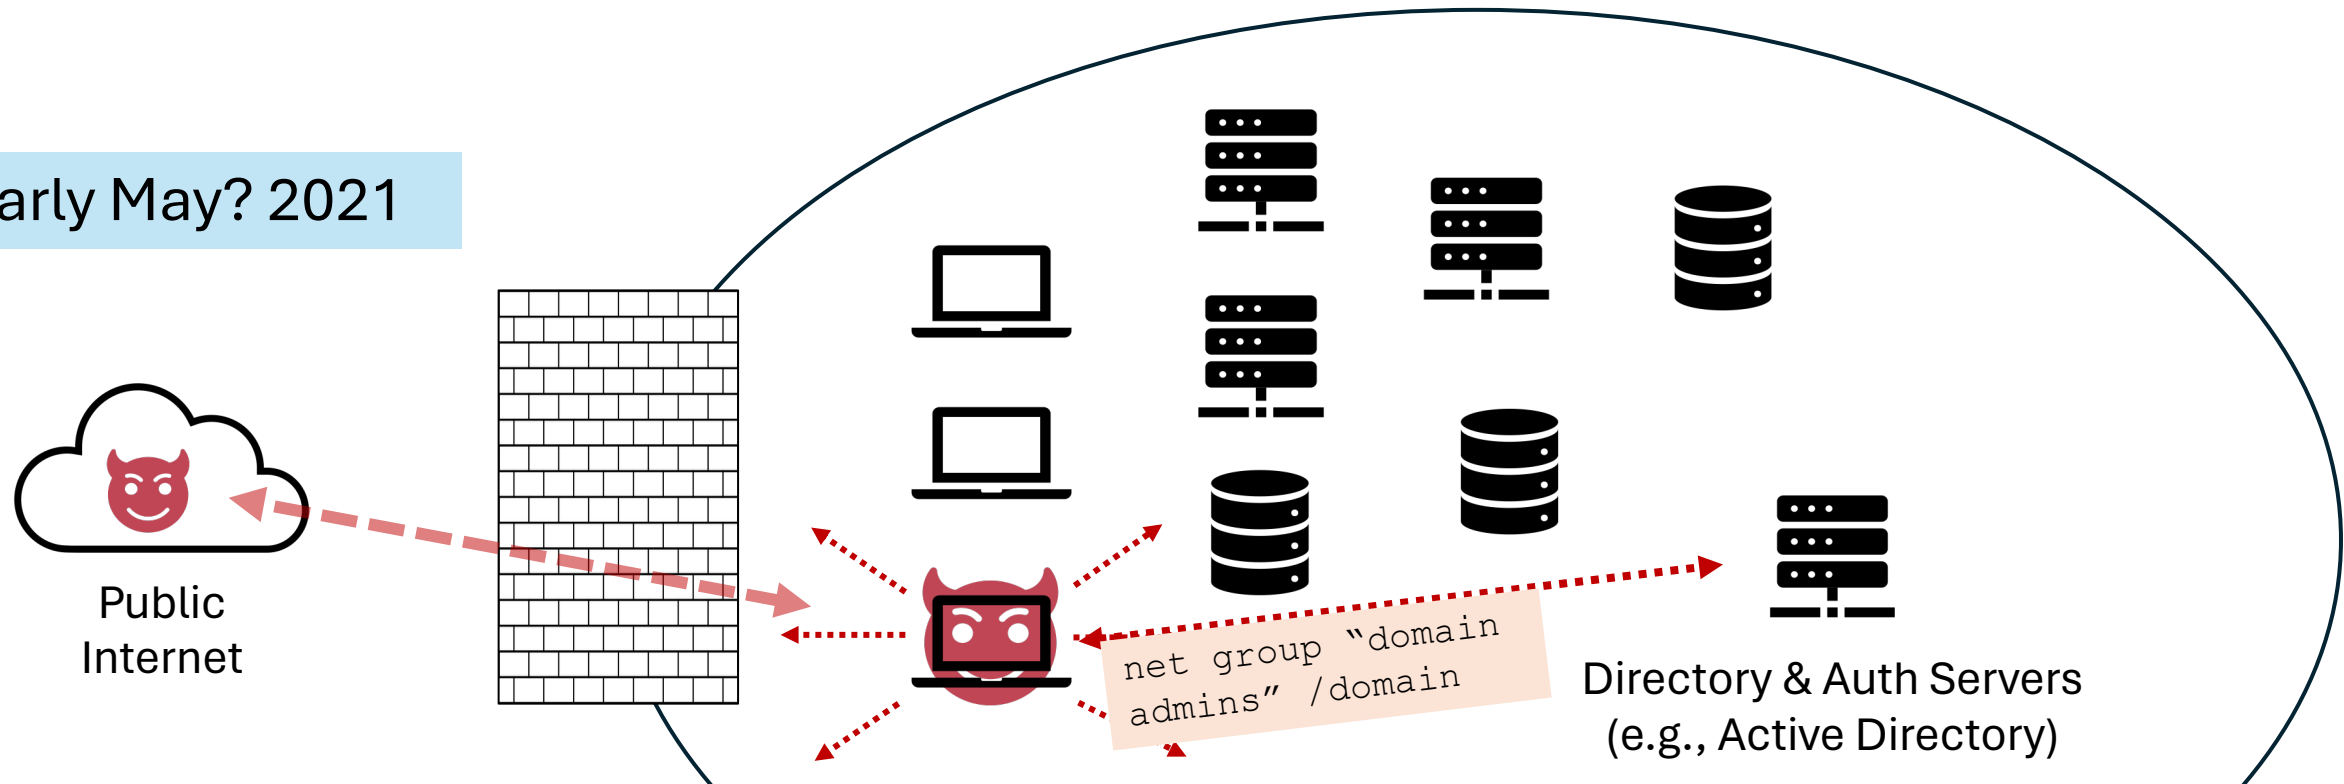 arly May? 2021
Public
Internet
net group “domain
admins” /domain
Directory & Auth Servers
(e.g., Active Directory)